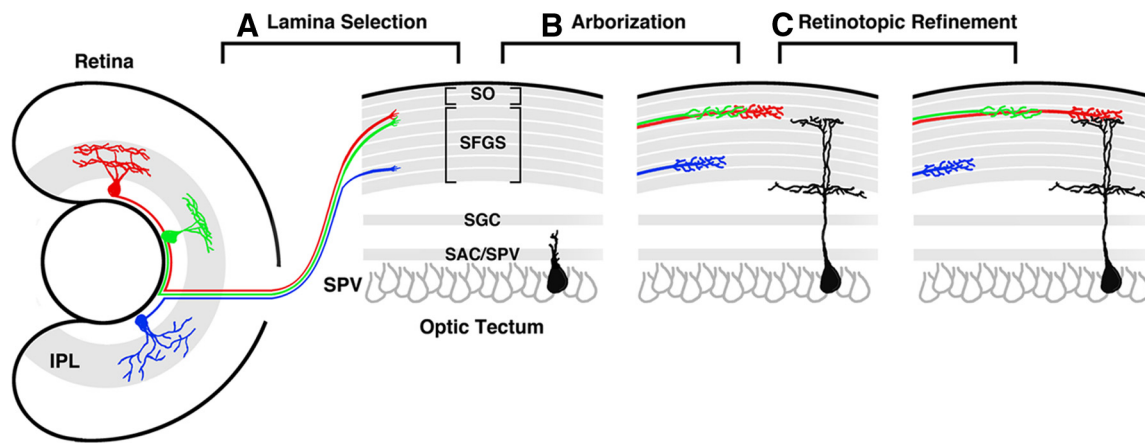 A Lamina Selection
B Arborization
C Retinotopic Refinement
Retina
SO
SFGS
SGC
SAC/SPV
SPV
Optic Tectum
IPL